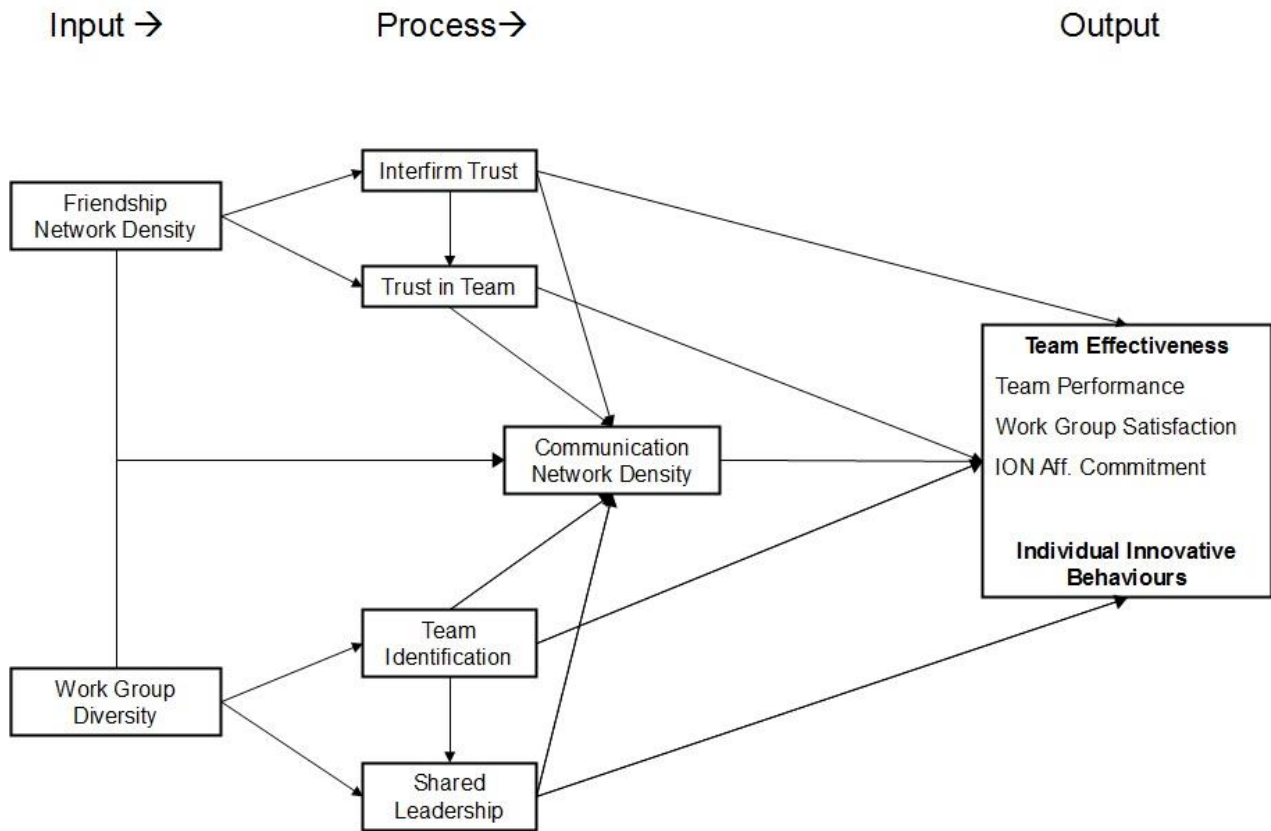 Input →
Process→
Output
Interfirm Trust
Friendship
Network Density
Trust in Team
Team Effectiveness
Team Performance
Work Group Satisfaction
ION Aff. Commitment
Individual Innovative
Behaviours
Communication
Network Density
Team
Identification
Work Group
Diversity
Shared
Leadership